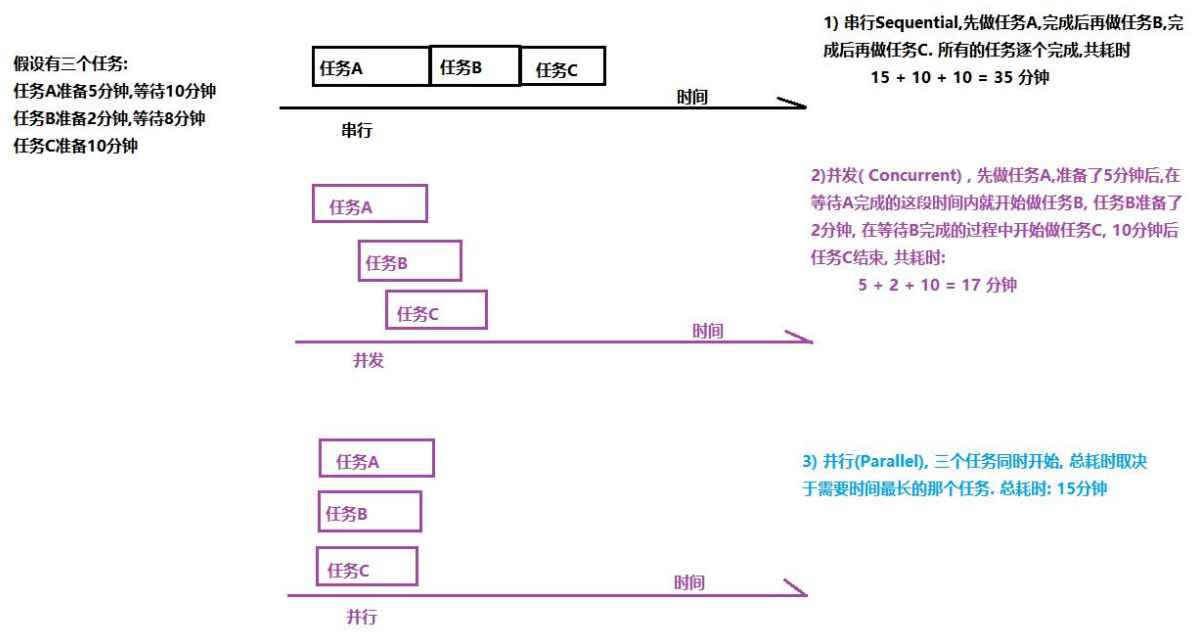 假设有三个任务:
任务A准备5分钟,等待10分钟
任务B准备2分钟,等待8分钟
任务C准备10分钟
任务A
任务B
任务C
时间
串行
1) 串行Sequential,先做任务A,完成后再做任务B,完
成后再做任务C. 所有的任务逐个完成,共耗时
15 + 10 + 10 = 35 分钟
任务A
任务B
任务C
时间
并发
2)并发( Concurrent) , 先做任务A,准备了5分钟后,在
等待A完成的这段时间内就开始做任务B, 任务B准备了
2分钟, 在等待B完成的过程中开始做任务C, 10分钟后
任务C结束, 共耗时:
5 + 2 + 10 = 17 分钟
任务A
任务B
任务C
时间
并行
3) 并行(Parallel), 三个任务同时开始, 总耗时取决
于需要时间最长的那个任务. 总耗时: 15分钟